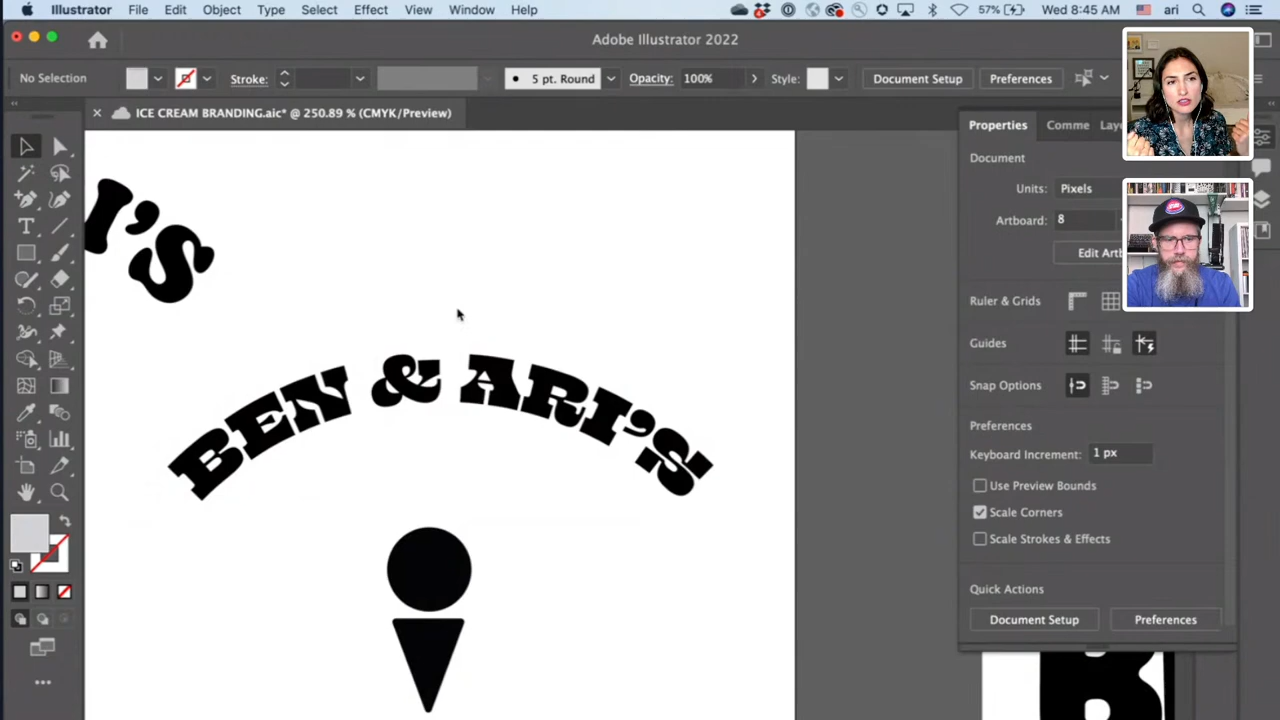 Illustrator File Edit Object Type Select Effect View Window Help 57% Wed 8:45 AM ari
Adobe Illustrator 2022
No Selection Stroke: 5 pt. Round Opacity: 100% Style: Document Setup Preferences
× ICE CREAM BRANDING.aic* @ 250.89 % (CMYK/Preview)
Properties Comme Lay
Document
Units: Pixels
Artboard: 8
Edit Artb
Ruler & Grids
Guides
Snap Options
Preferences
Keyboard Increment: 1 px
Use Preview Bounds
Scale Corners
Scale Strokes & Effects
Quick Actions
Document Setup Preferences
I'S
BEN & ARI'S
B